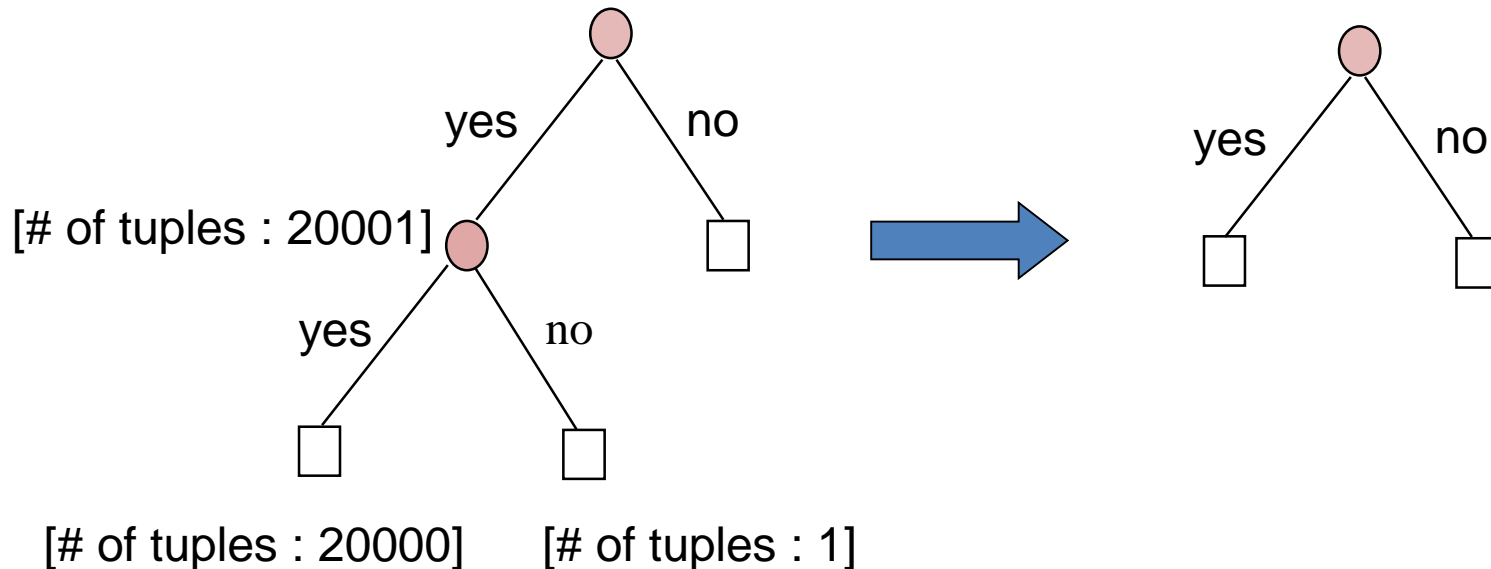 yes no
yes no
[# of tuples : 20001]
yes no
[# of tuples : 20000] [# of tuples : 1]